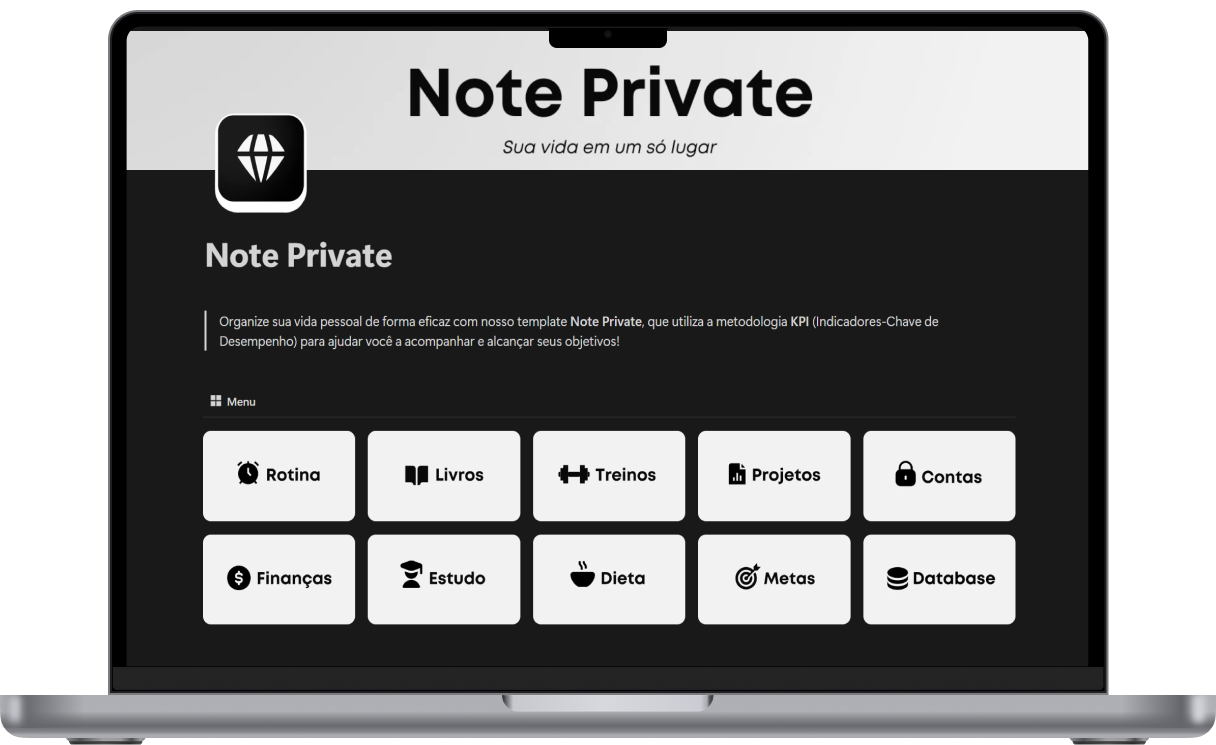 Note Private
Sua vida em um só lugar
Note Private
Organize sua vida pessoal de forma eficaz com nosso template Note Private, que utiliza a metodologia KPI (Indicadores-Chave de
Desempenho) para ajudar você a acompanhar e alcançar seus objetivos!
Menu
Rotina
Livros
Treinos
Projetos
Contas
Finanças
Estudo
Dieta
Metas
Database